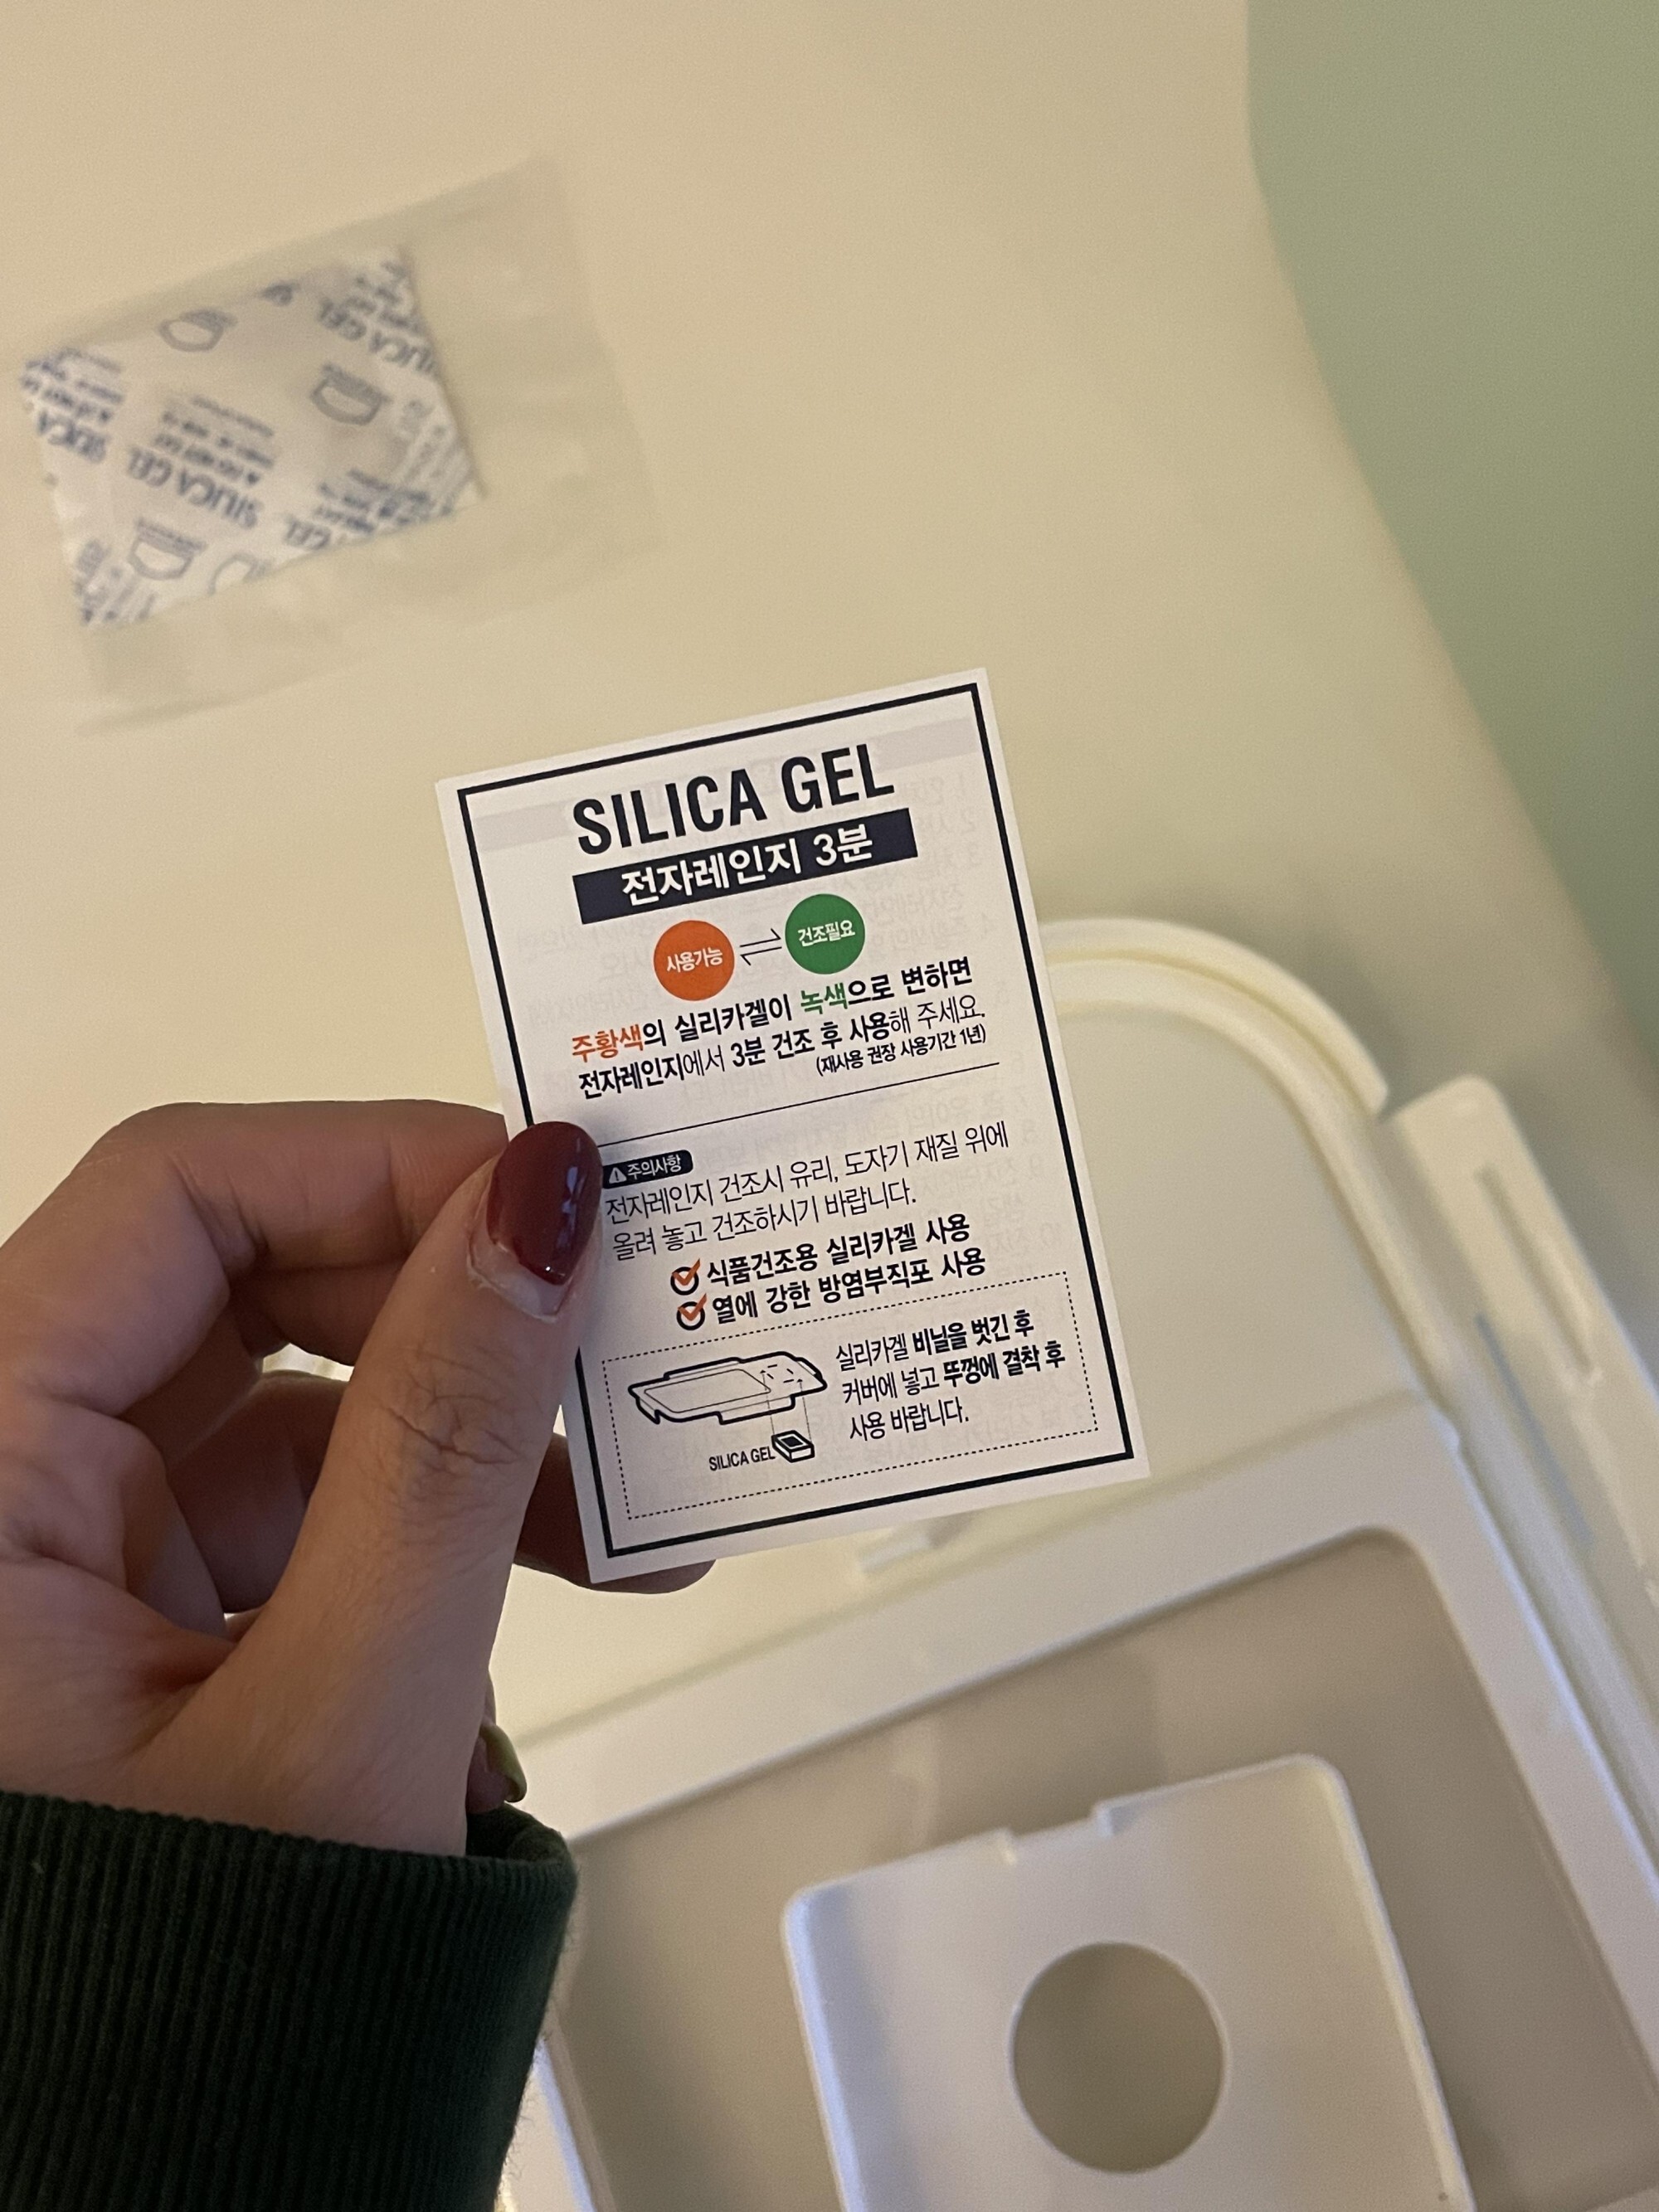 SILICA GEL
SILICA GEL
SILICA
SILICA GEL
전자레인지 3분
사용가능
건조필요
주황색의 실리카겔이 녹색으로 변하면
전자레인지에서 3분 건조 후 사용해 주세요.
(재사용 권장 사용기간 1년)
주의사항
전자레인지 건조시 유리, 도자기 재질 위에
올려 놓고 건조하시기 바랍니다.
식품건조용 실리카겔 사용
열에 강한 방염부직포 사용
실리카겔 비닐을 벗긴 후
커버에 넣고 뚜껑에 결착 후
사용 바랍니다.
SILICA GEL